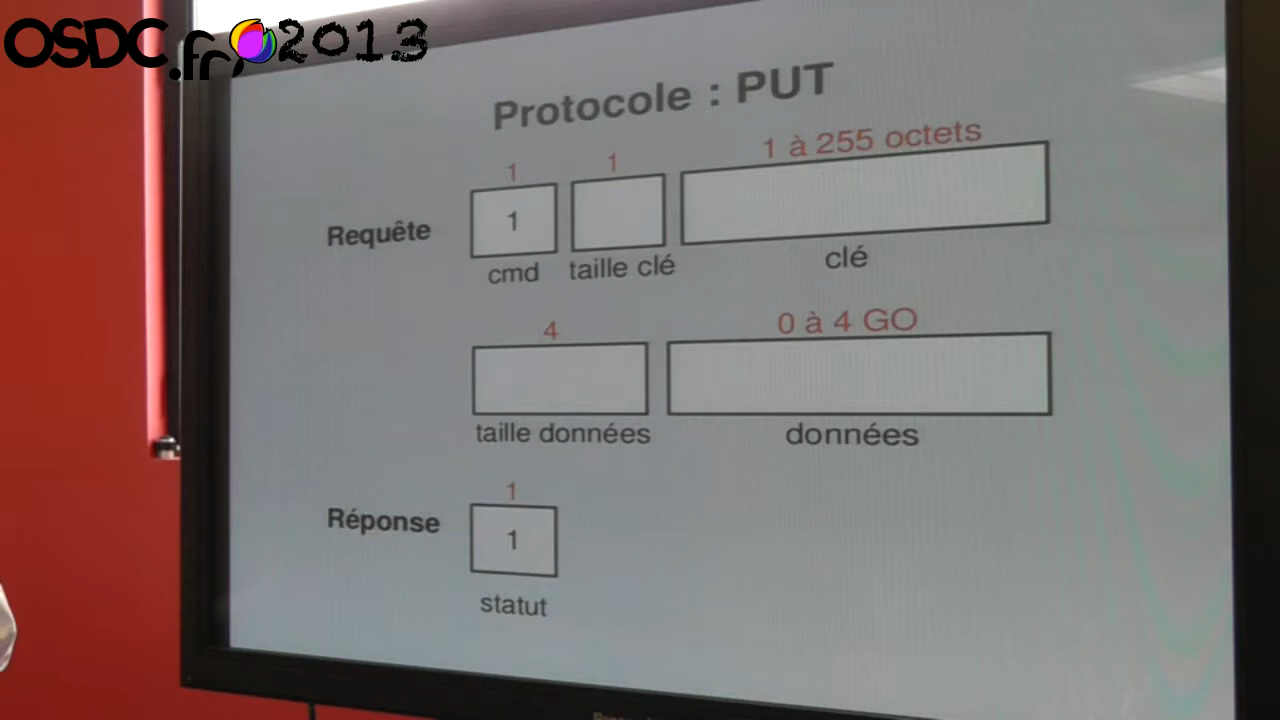 OSDC.fr 2013
Protocole : PUT
1 1 1 à 255 octets
Requête 1
cmd taille clé clé
4 0 à 4 GO
taille données données
1
Réponse 1
statut